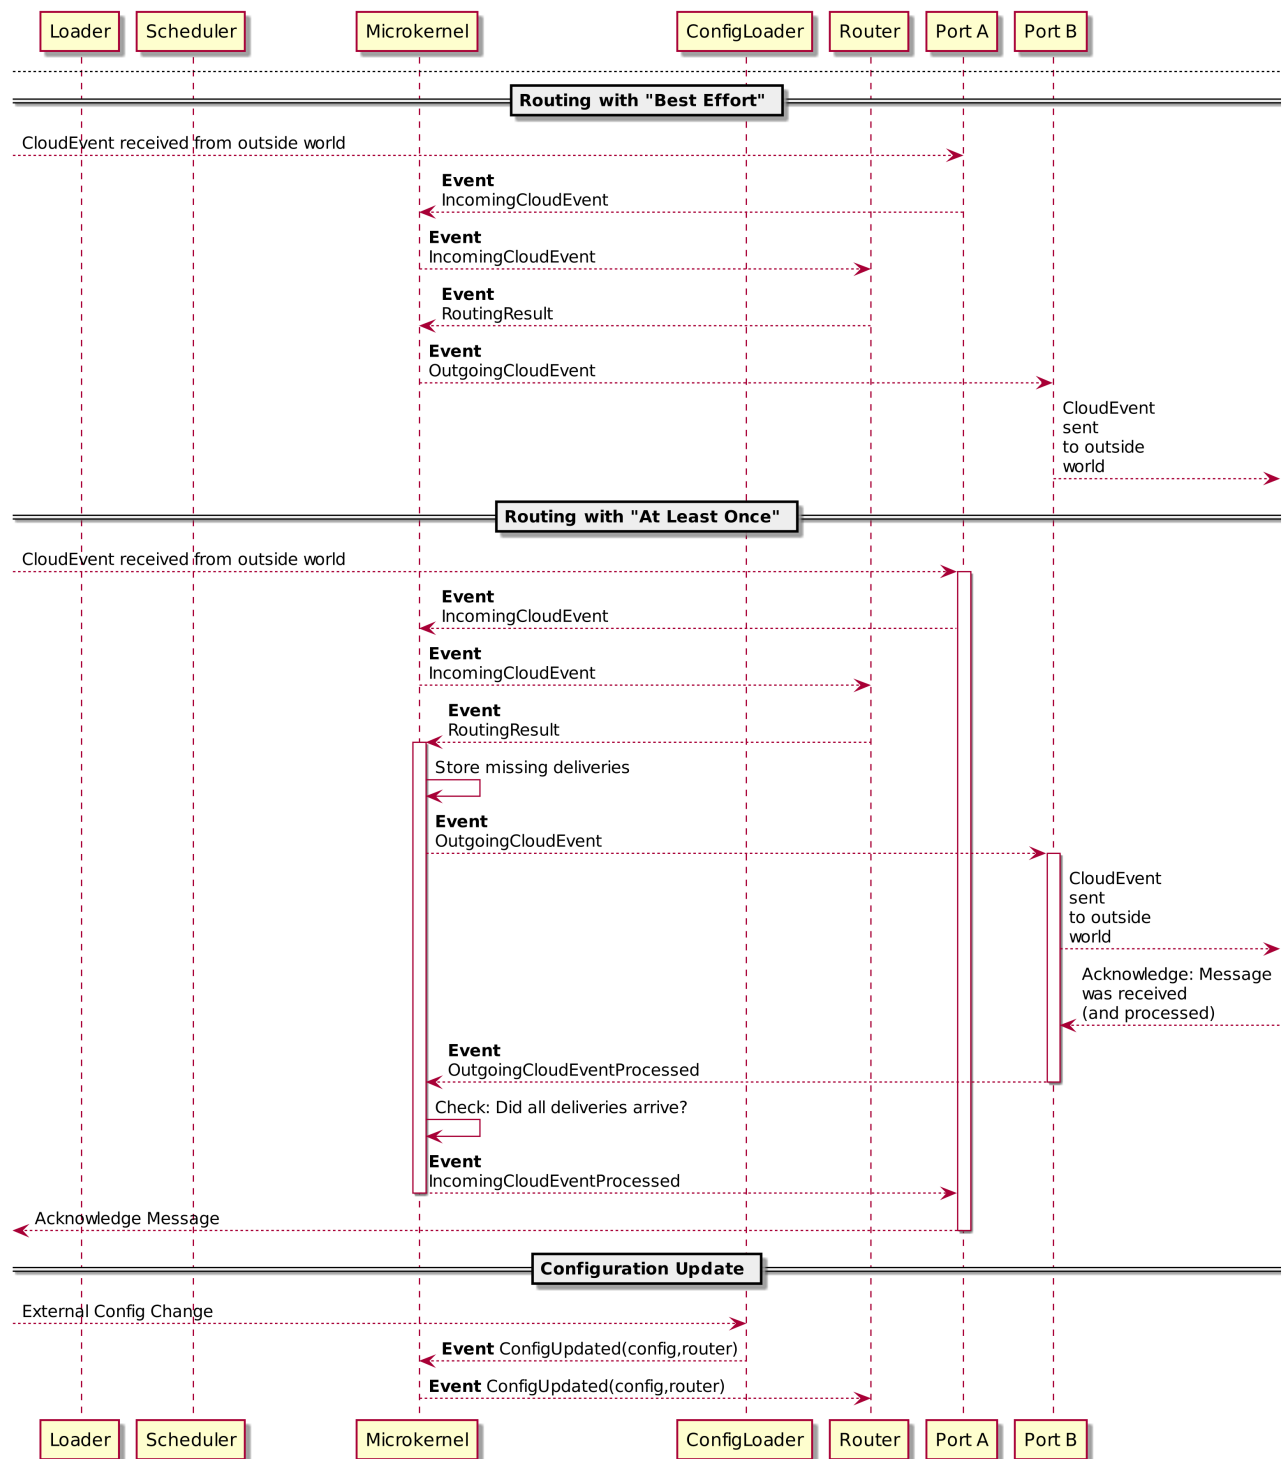 Loader
Scheduler
Microkernel
ConfigLoader
Router
Port A
Port B
Routing with "Best Effort"
CloudEvent received from outside world
Event
IncomingCloudEvent
Event
IncomingCloudEvent
Event
RoutingResult
Event
OutgoingCloudEvent
CloudEvent
sent
to outside
world
Routing with "At Least Once"
CloudEvent received from outside world
Event
IncomingCloudEvent
Event
IncomingCloudEvent
Event
RoutingResult
Store missing deliveries
Event
OutgoingCloudEvent
CloudEvent
sent
to outside
world
Acknowledge: Message
was received
(and processed)
Event
OutgoingCloudEventProcessed
Check: Did all deliveries arrive?
Event
IncomingCloudEventProcessed
Acknowledge Message
Configuration Update
External Config Change
Event ConfigUpdated(config,router)
Event ConfigUpdated(config,router)
Loader
Scheduler
Microkernel
ConfigLoader
Router
Port A
Port B